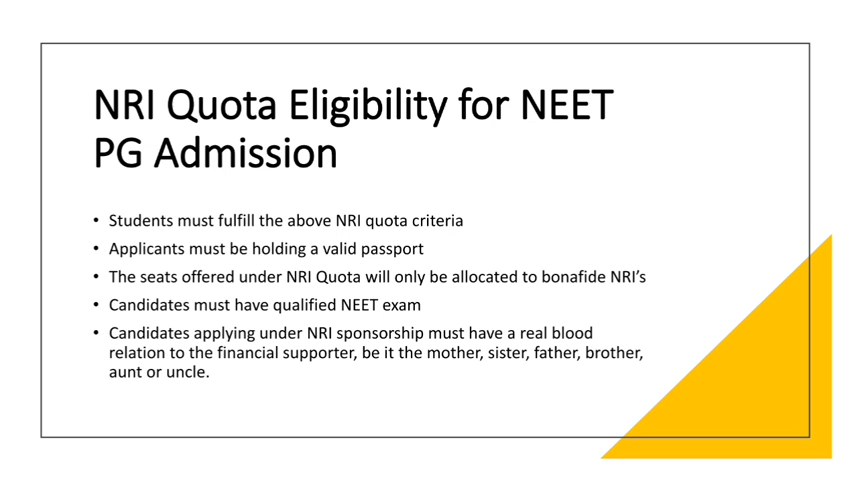 NRI Quota Eligibility for NEET
PG Admission
• Students must fulfill the above NRI quota criteria
• Applicants must be holding a valid passport
• The seats offered under NRI Quota will only be allocated to bonafide NRI's
• Candidates must have qualified NEET exam
• Candidates applying under NRI sponsorship must have a real blood
relation to the financial supporter, be it the mother, sister, father, brother,
aunt or uncle.